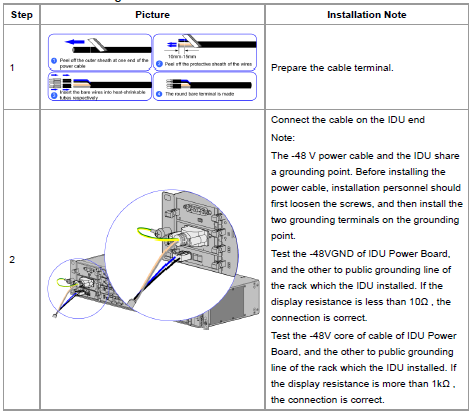 Step
Picture
Installation Note
1
1 Peel off the outer sheath at one end of the
power cable
10mm-15mm
2 Peel off the protective sheath of the wires
3 Insert the bare wires into heat-shrinkable
tubes respectively
4 The round bare terminal is made
Prepare the cable terminal.
2
Connect the cable on the IDU end
Note:
The -48 V power cable and the IDU share
a grounding point. Before installing the
power cable, installation personnel should
first loosen the screws, and then install the
two grounding terminals on the grounding
point.
Test the -48VGND of IDU Power Board,
and the other to public grounding line of
the rack which the IDU installed. If the
display resistance is less than 10Ω , the
connection is correct.
Test the -48V core of cable of IDU Power
Board, and the other to public grounding
line of the rack which the IDU installed. If
the display resistance is more than 1kΩ ,
the connection is correct.